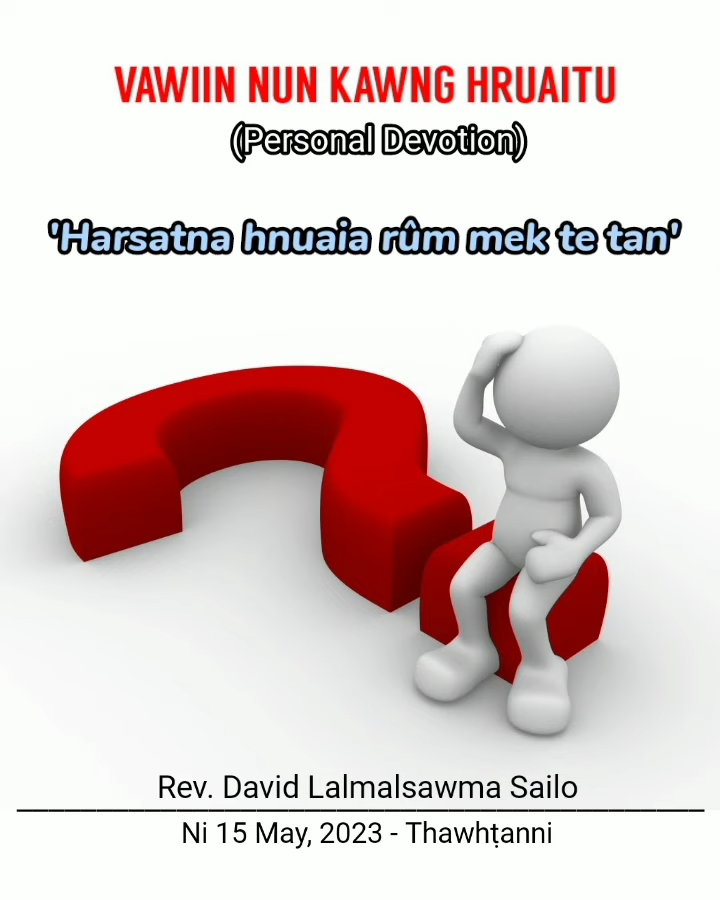 VAWIIN NUN KAWNG HRUAITU
(Personal Devotion)
'Harsatna hnuaia rûm mek te tan'
Rev. David Lalmalsawma Sailo
Ni 15 May, 2023 - Thawhṭanni